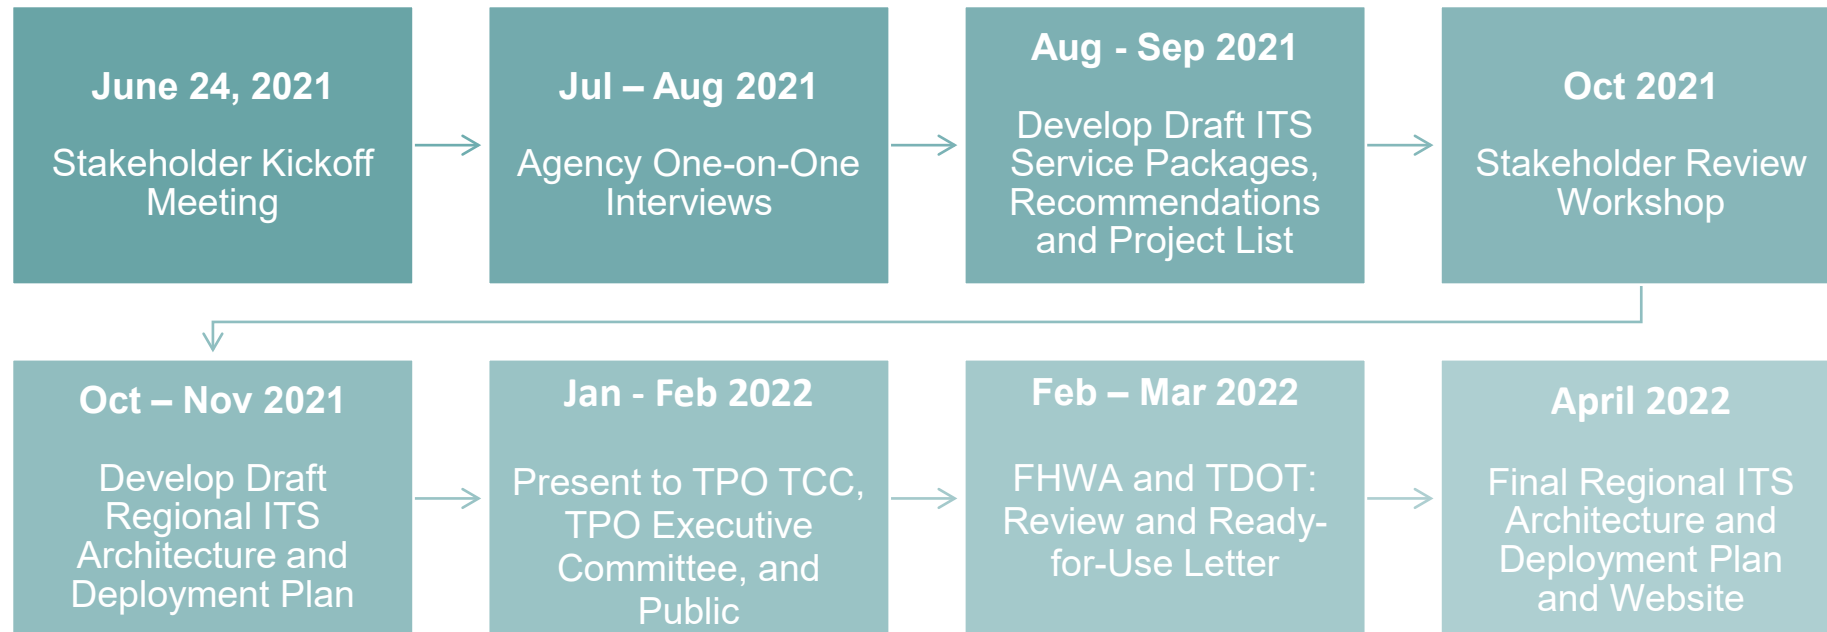 June 24, 2021
Stakeholder Kickoff
Meeting
Jul – Aug 2021
Agency One-on-One
Interviews
Aug - Sep 2021
Develop Draft ITS
Service Packages,
Recommendations
and Project List
Oct 2021
Stakeholder Review
Workshop
Oct – Nov 2021
Develop Draft
Regional ITS
Architecture and
Deployment Plan
Jan - Feb 2022
Present to TPO TCC,
TPO Executive
Committee, and
Public
Feb – Mar 2022
FHWA and TDOT:
Review and Ready-
for-Use Letter
April 2022
Final Regional ITS
Architecture and
Deployment Plan
and Website